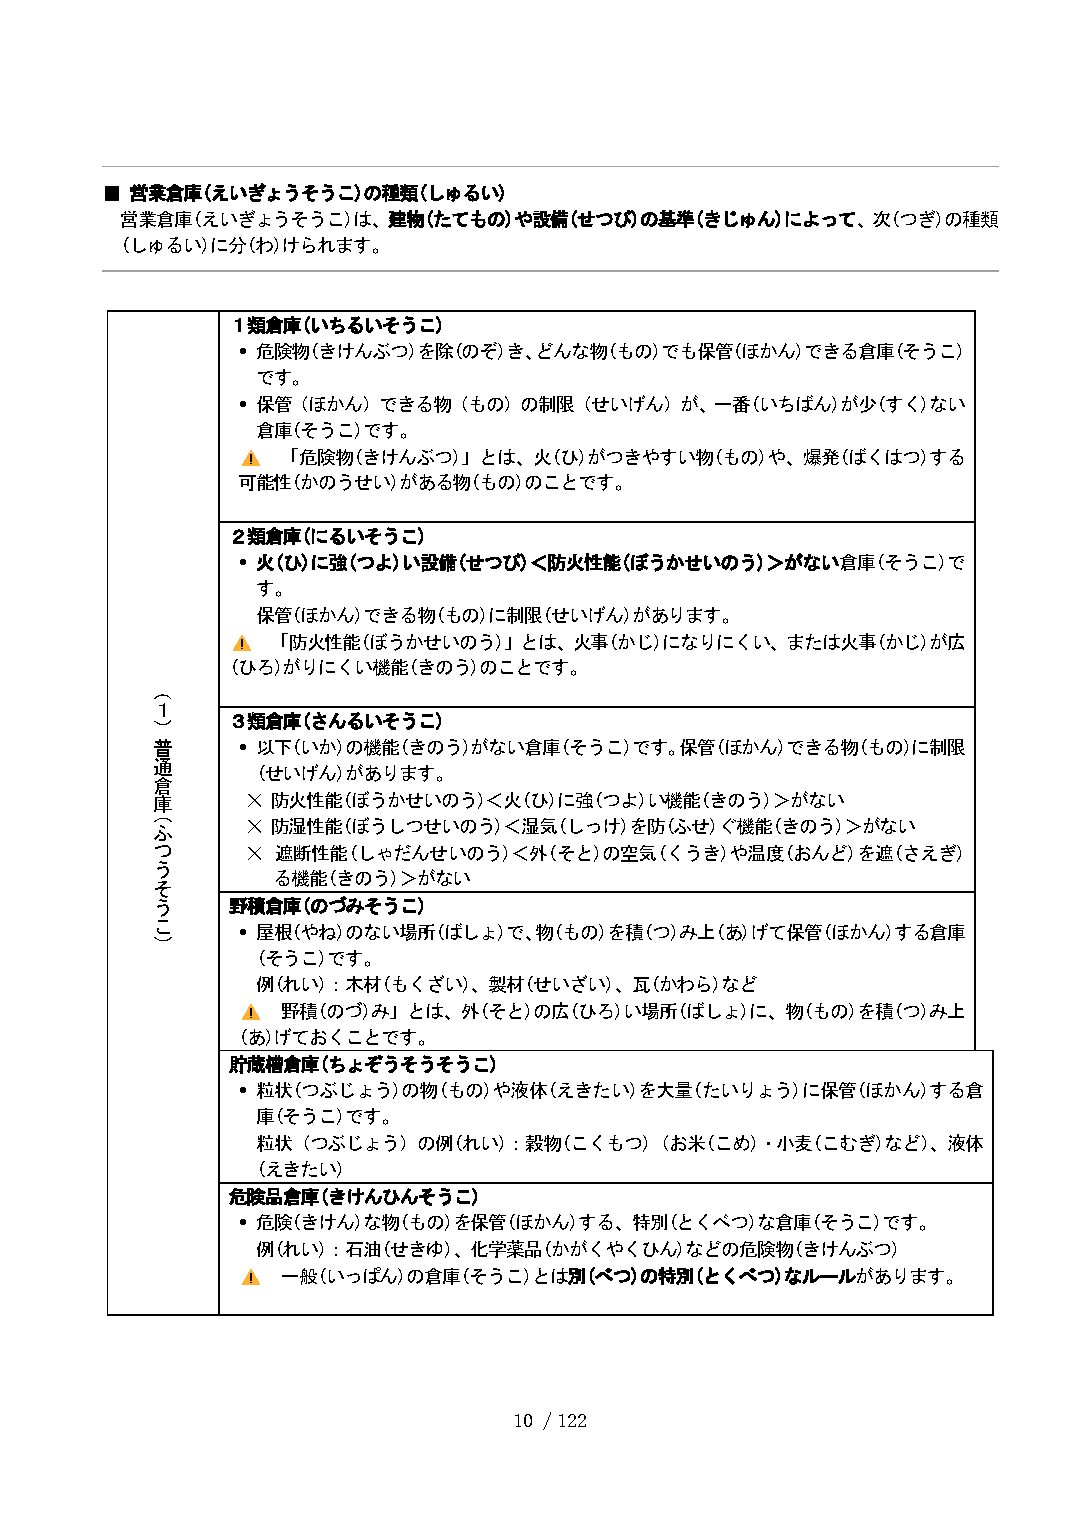 ■ 営業倉庫(えいぎょうそうこ)の種類(しゅるい)
営業倉庫(えいぎょうそうこ)は、建物(たてもの)や設備(せつび)の基準(きじゅん)によって、次(つぎ)の種類
(しゅるい)に分(わ)けられます。
(1) 普通倉庫(ふつうそうこ)
1類倉庫(いちるいそうこ)
• 危険物(きけんぶつ)を除(のぞ)き、どんな物(もの)でも保管(ほかん)できる倉庫(そうこ)
です。
• 保管（ほかん）できる物（もの）の制限（せいげん）が、一番(いちばん)が少(すく)ない
倉庫(そうこ)です。
⚠ 「危険物(きけんぶつ)」とは、火(ひ)がつきやすい物(もの)や、爆発(ばくはつ)する
可能性(かのうせい)がある物(もの)のことです。
2類倉庫(にるいそうこ)
• 火(ひ)に強(つよ)い設備(せつび)＜防火性能(ぼうかせいのう)＞がない倉庫(そうこ)で
す。
保管(ほかん)できる物(もの)に制限(せいげん)があります。
⚠ 「防火性能(ぼうかせいのう)」とは、火事(かじ)になりにくい、または火事(かじ)が広
(ひろ)がりにくい機能(きのう)のことです。
3類倉庫(さんるいそうこ)
• 以下(いか)の機能(きのう)がない倉庫(そうこ)です。保管(ほかん)できる物(もの)に制限
(せいげん)があります。
× 防火性能(ぼうかせいのう)＜火(ひ)に強(つよ)い機能(きのう)＞がない
× 防湿性能(ぼうしつせいのう)＜湿気(しっけ)を防(ふせ)ぐ機能(きのう)＞がない
× 遮断性能(しゃだんせいのう)＜外(そと)の空気(くうき)や温度(おんど)を遮(さえぎ)
る機能(きのう)＞がない
野積倉庫(のづみそうこ)
• 屋根(やね)のない場所(ばしょ)で、物(もの)を積(つ)み上(あ)げて保管(ほかん)する倉庫
(そうこ)です。
例(れい)：木材(もくざい)、製材(せいざい)、瓦(かわら)など
⚠ 野積(のづ)み」とは、外(そと)の広(ひろ)い場所(ばしょ)に、物(もの)を積(つ)み上
(あ)げておくことです。
貯蔵槽倉庫(ちょぞうそうそうこ)
• 粒状(つぶじょう)の物(もの)や液体(えきたい)を大量(たいりょう)に保管(ほかん)する倉
庫(そうこ)です。
粒状（つぶじょう）の例(れい)：穀物(こくもつ)（お米(こめ)・小麦(こむぎ)など）、液体
(えきたい)
危険品倉庫(きけんひんそうこ)
• 危険(きけん)な物(もの)を保管(ほかん)する、特別(とくべつ)な倉庫(そうこ)です。
例(れい)：石油(せきゆ)、化学薬品(かがくやくひん)などの危険物(きけんぶつ)
⚠ 一般(いっぱん)の倉庫(そうこ)とは別(べつ)の特別(とくべつ)なルールがあります。
10 / 122